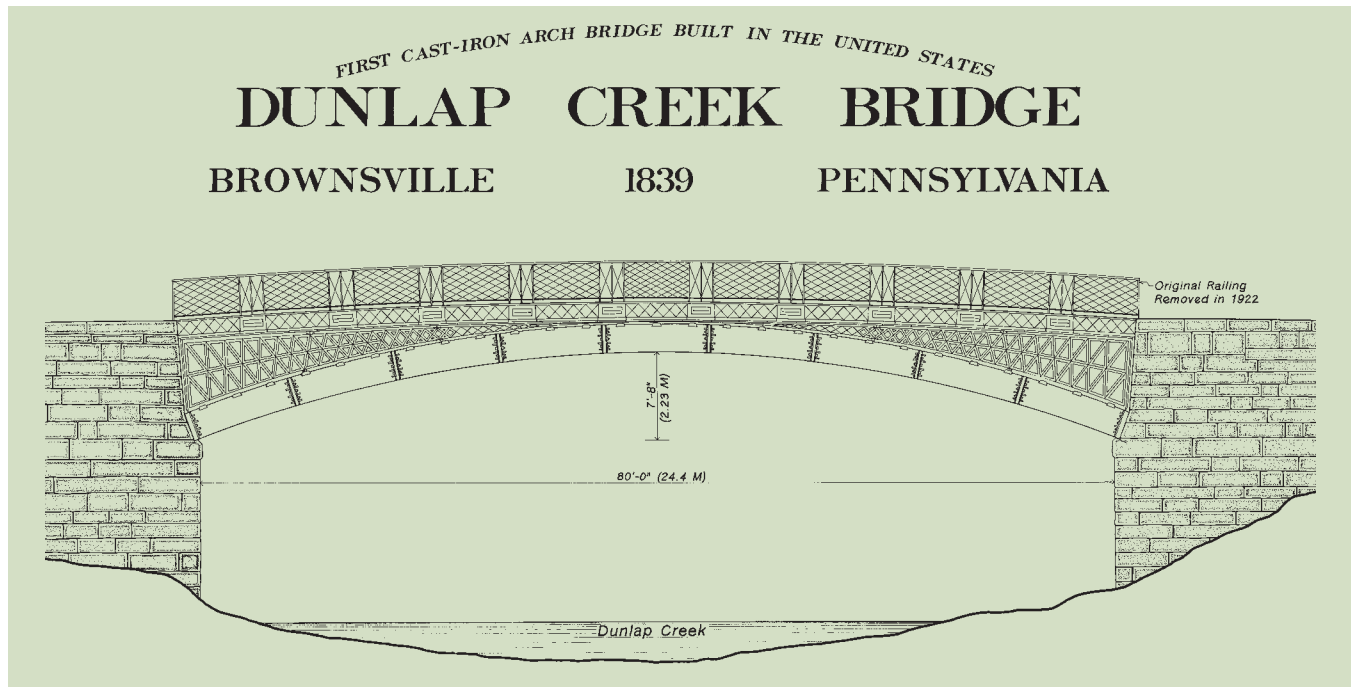 FIRST CAST-IRON ARCH BRIDGE BUILT IN THE UNITED STATES
DUNLAP CREEK BRIDGE
BROWNSVILLE 1839 PENNSYLVANIA
Original Railing
Removed in 1922
7'-8"
(2.23 M)
80'-0" (24.4 M)
Dunlap Creek